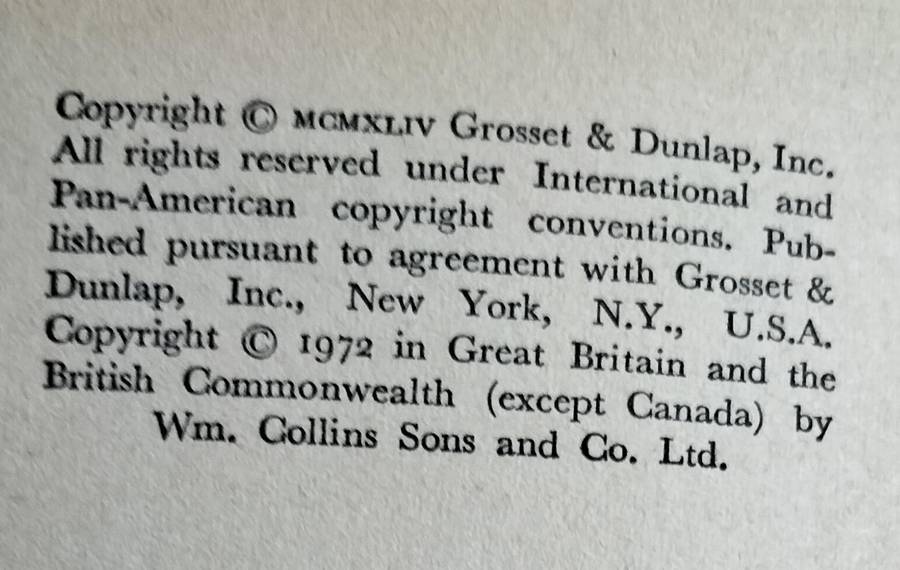 Copyright © MCMXLIV Grosset & Dunlap, Inc.
All rights reserved under International and
Pan-American copyright conventions. Pub-
lished pursuant to agreement with Grosset &
Dunlap, Inc., New York, N.Y., U.S.A.
Copyright © 1972 in Great Britain and the
British Commonwealth (except Canada) by
Wm. Collins Sons and Co. Ltd.